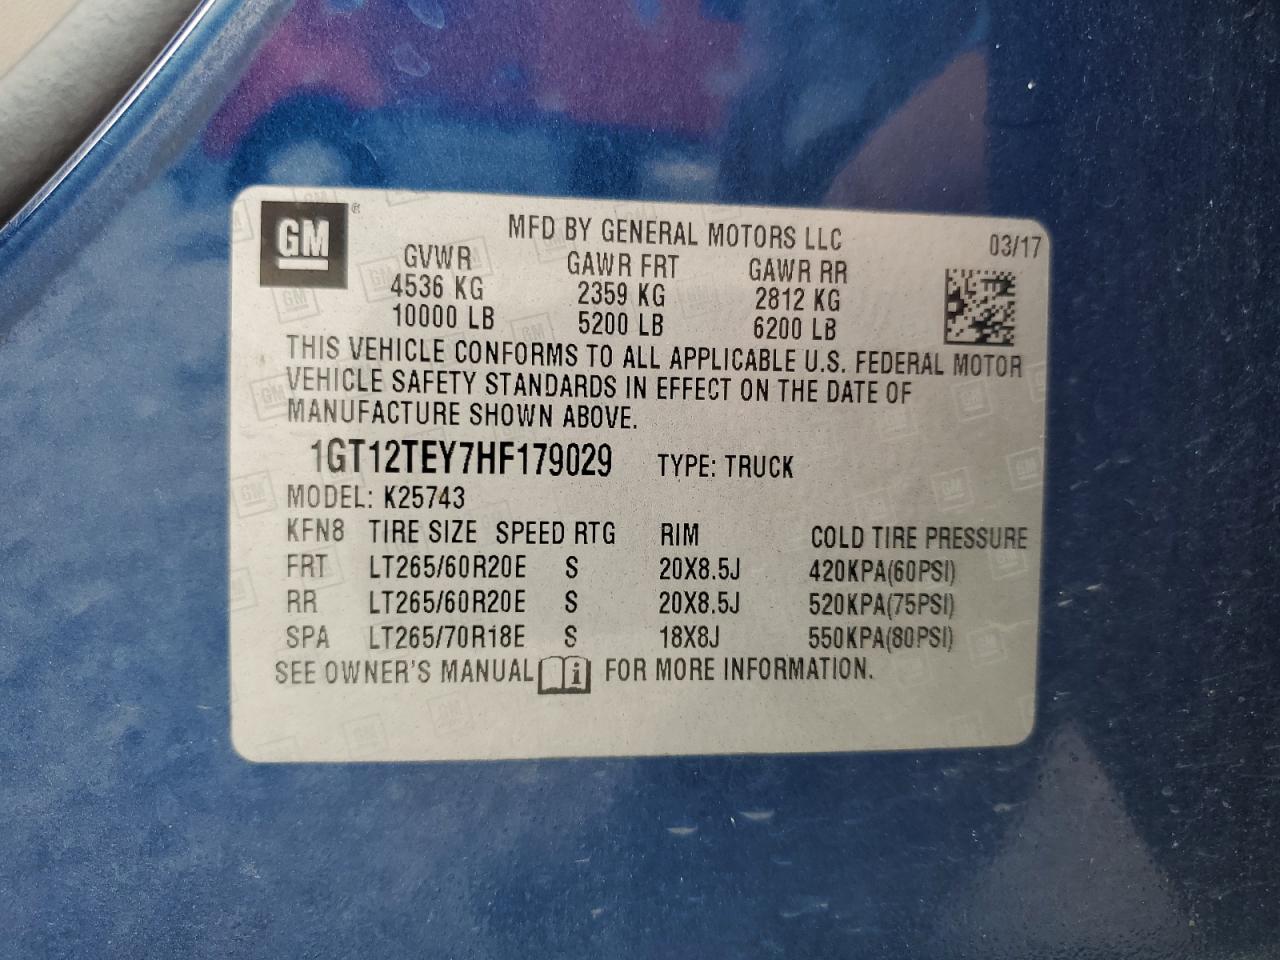 GM ®
MFD BY GENERAL MOTORS LLC 03/17
GVWR GAWR FRT GAWR RR
4536 KG 2359 KG 2812 KG
10000 LB 5200 LB 6200 LB
THIS VEHICLE CONFORMS TO ALL APPLICABLE U.S. FEDERAL MOTOR
VEHICLE SAFETY STANDARDS IN EFFECT ON THE DATE OF
MANUFACTURE SHOWN ABOVE.
1GT12TEY7HF179029 TYPE: TRUCK
MODEL: K25743
KFN8 TIRE SIZE SPEED RTG RIM COLD TIRE PRESSURE
FRT LT265/60R20E S 20X8.5J 420KPA(60PSI)
RR LT265/60R20E S 20X8.5J 520KPA(75PSI)
SPA LT265/70R18E S 18X8J 550KPA(80PSI)
SEE OWNER'S MANUAL i FOR MORE INFORMATION.